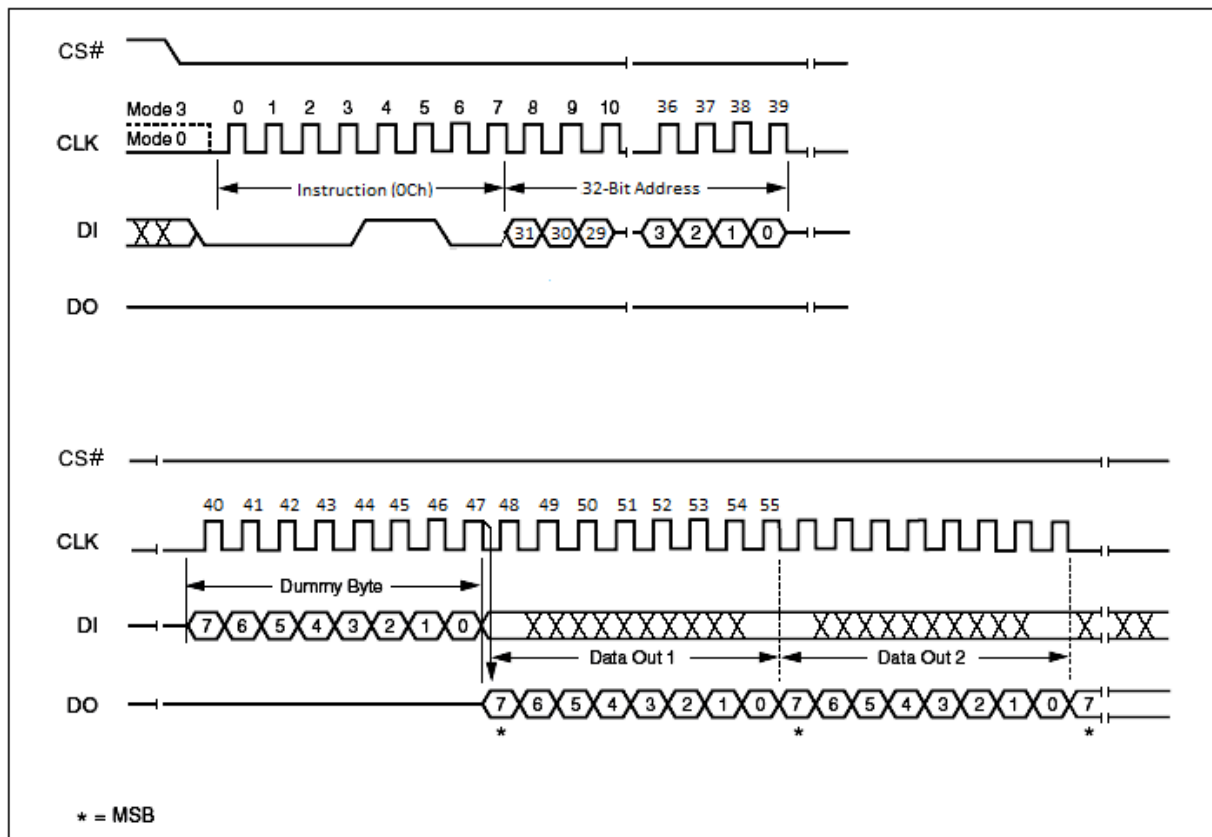 CS#
Mode 3 0 1 2 3 4 5 6 7 8 9 10 36 37 38 39
Mode 0
CLK
Instruction (0Ch) 32-Bit Address
DI 31 30 29 3 2 1 0
DO
CS#
40 41 42 43 44 45 46 47 48 49 50 51 52 53 54 55
CLK
Dummy Byte
DI 7 6 5 4 3 2 1 0
Data Out 1 Data Out 2
DO 7 6 5 4 3 2 1 0 7 6 5 4 3 2 1 0 7
* * *
* = MSB